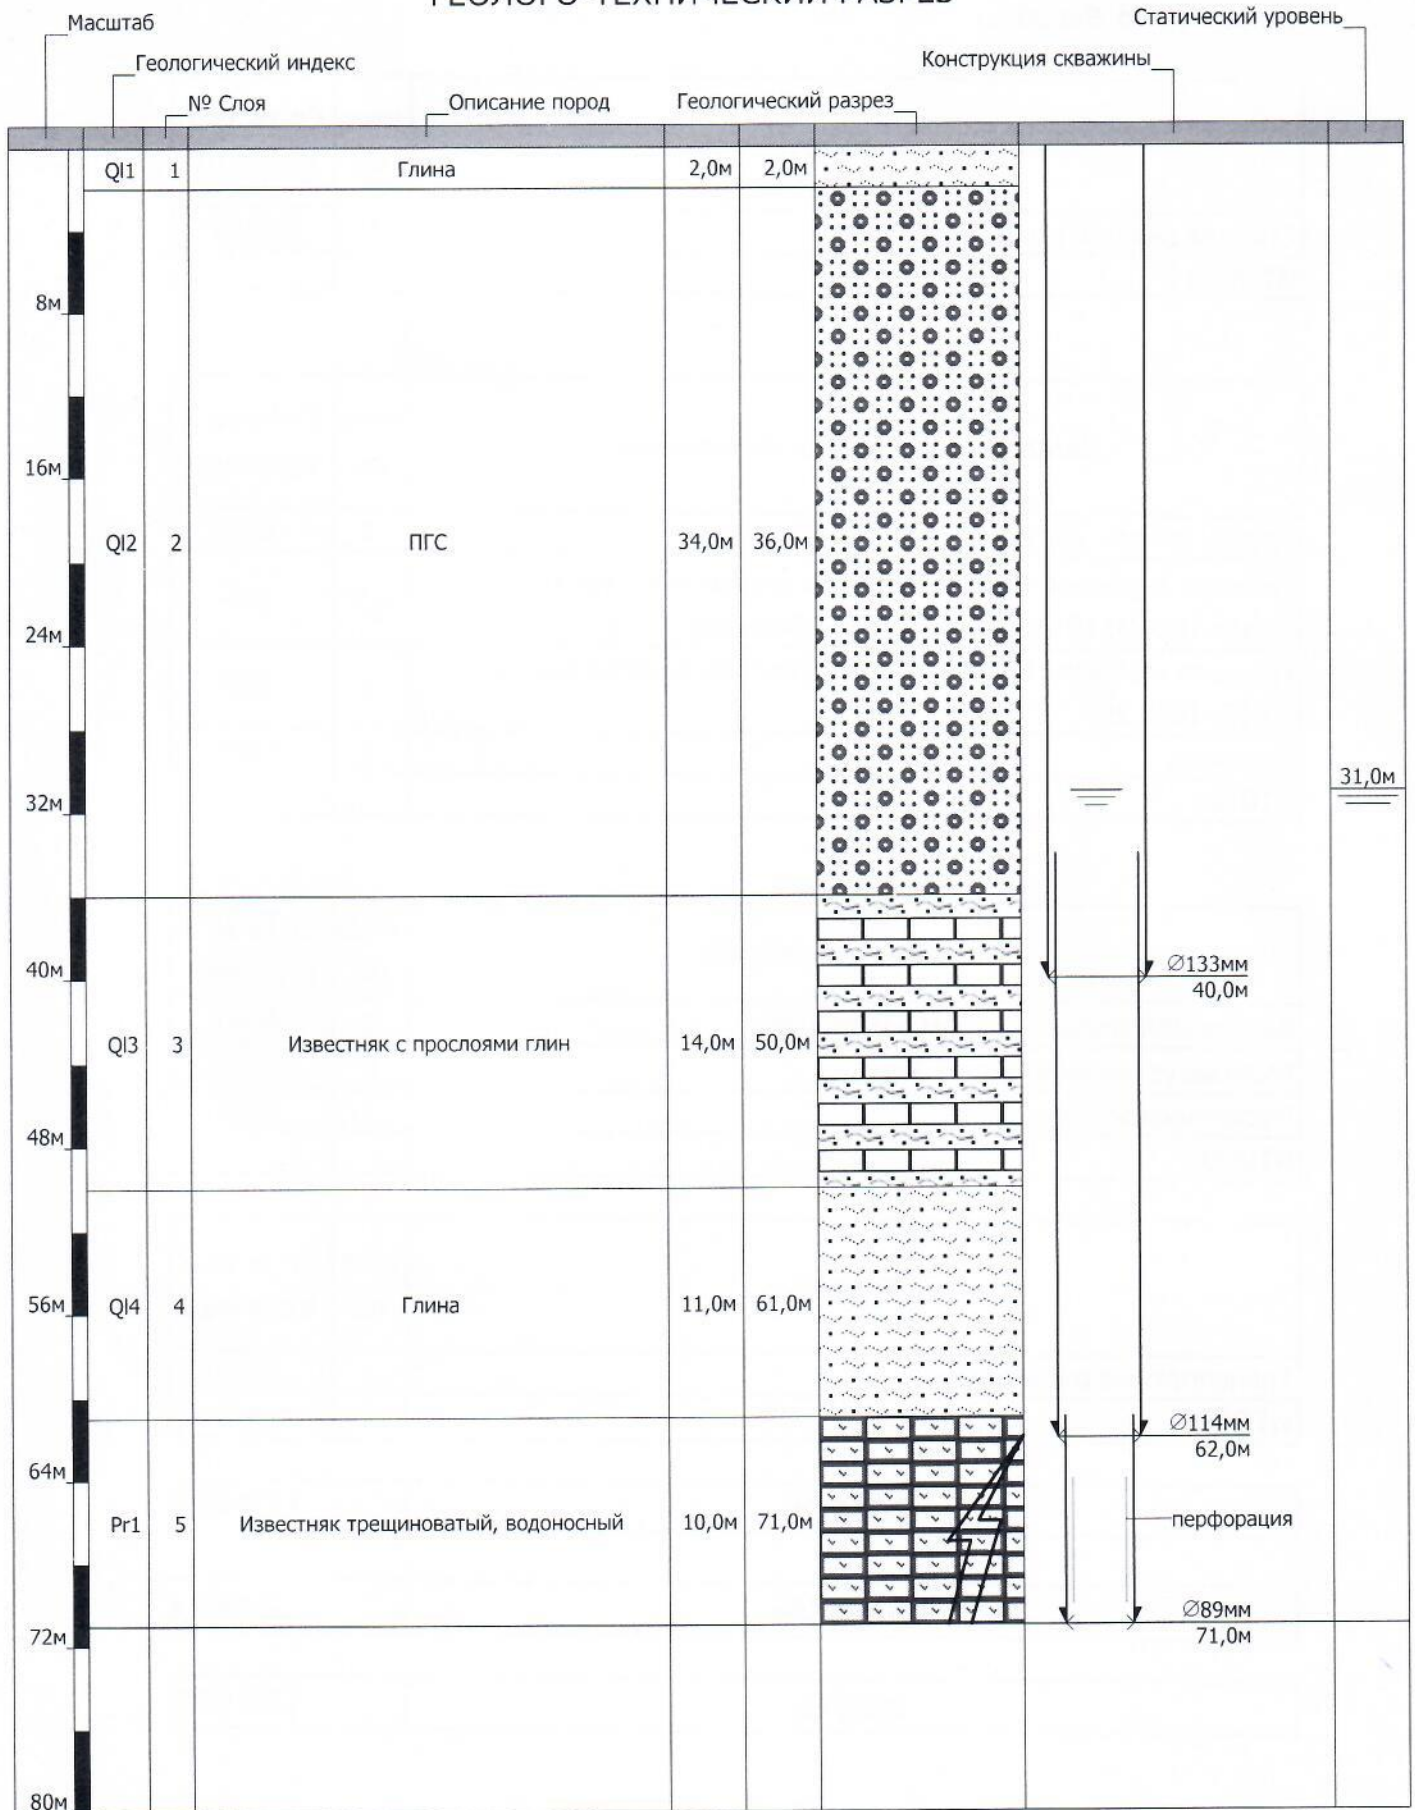 ГЕОЛОГО-ТЕХНИЧЕСКИЙ РАЗРЕЗ
Масштаб
Статический уровень
Геологический индекс
Конструкция скважины
№ Слоя
Описание пород
Геологический разрез
Ql1 1 Глина 2,0м 2,0м
8м
16м
Ql2 2 ПГС 34,0м 36,0м
24м
31,0м
32м
40м
Ø133мм
40,0м
Ql3 3 Известняк с прослоями глин 14,0м 50,0м
48м
56м
Ql4 4 Глина 11,0м 61,0м
Ø114мм
62,0м
64м
Pr1 5 Известняк трещиноватый, водоносный 10,0м 71,0м
перфорация
Ø89мм
71,0м
72м
80м